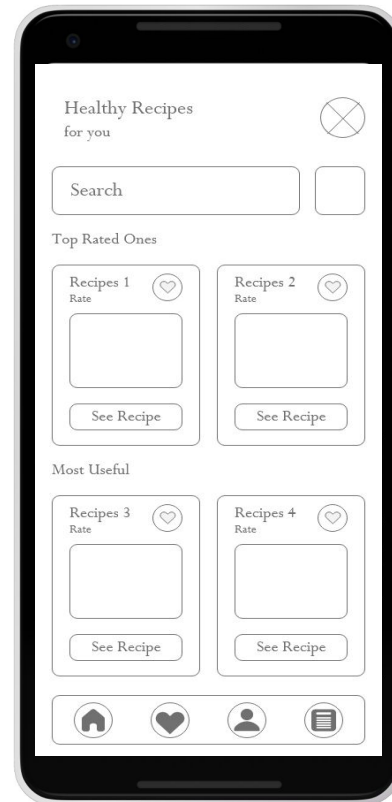 Healthy Recipes
for you
Search
Top Rated Ones
Recipes 1
Rate
Recipes 2
Rate
See Recipe
See Recipe
Most Useful
Recipes 3
Rate
Recipes 4
Rate
See Recipe
See Recipe